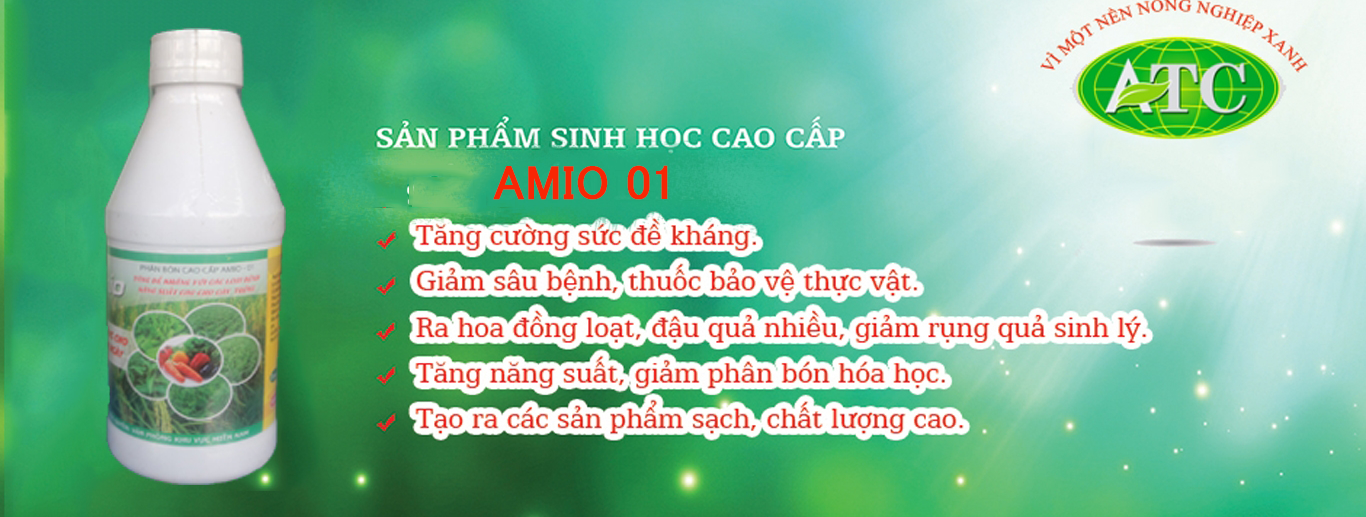 VÌ MỘT NỀN NÔNG NGHIỆP XANH
ATC
SẢN PHẨM SINH HỌC CAO CẤP
AMIO 01
Tăng cường sức đề kháng.
Giảm sâu bệnh, thuốc bảo vệ thực vật.
Ra hoa đồng loạt, đậu quả nhiều, giảm rụng quả sinh lý.
Tăng năng suất, giảm phân bón hóa học.
Tạo ra các sản phẩm sạch, chất lượng cao.
PHÂN BÓN CAO CẤP AMIO - 01